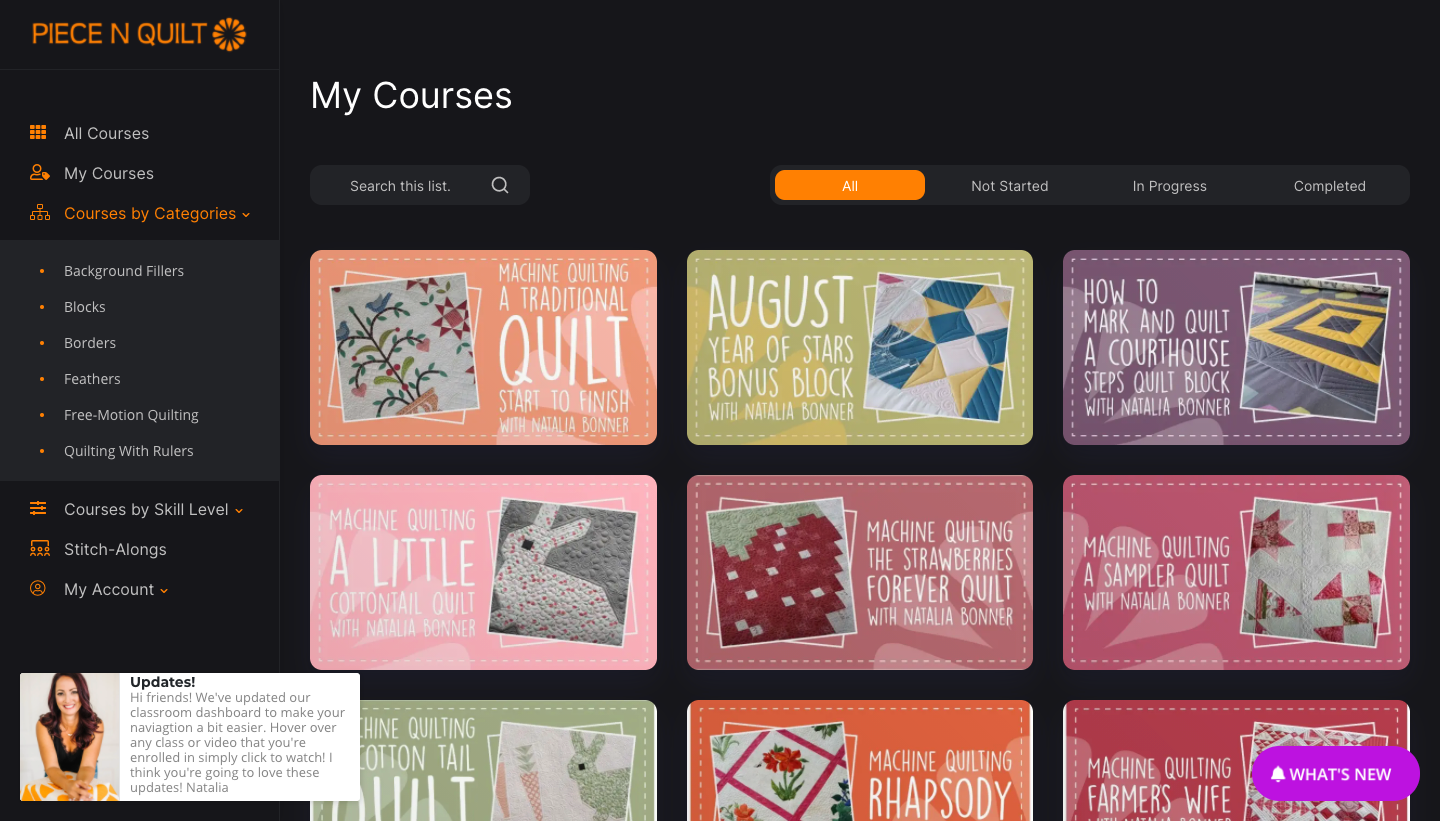 PIECE N QUILT
All Courses
My Courses
Courses by Categories
Background Fillers
Blocks
Borders
Feathers
Free-Motion Quilting
Quilting With Rulers
Courses by Skill Level
Stitch-Alongs
My Account
Updates!
Hi friends! We've updated our
classroom dashboard to make your
naviagtion a bit easier. Hover over
any class or video that you're
enrolled in simply click to watch! I
think you're going to love these
updates! Natalia
My Courses
Search this list.
All
Not Started
In Progress
Completed
MACHINE QUILTING
A TRADITIONAL
QUILT
START TO FINISH
WITH NATALIA BONNER
AUGUST
YEAR OF STARS
BONUS BLOCK
WITH NATALIA BONNER
HOW TO
MARK AND QUILT
A COURTHOUSE
STEPS QUILT BLOCK
WITH NATALIA BONNER
MACHINE QUILTING
A LITTLE
COTTONTAIL QUILT
WITH NATALIA BONNER
MACHINE QUILTING
THE STRAWBERRIES
FOREVER QUILT
WITH NATALIA BONNER
MACHINE QUILTING
A SAMPLER QUILT
WITH NATALIA BONNER
QUILTING
COTTON TAIL
QUILT
MACHINE QUILTING
RHAPSODY
MACHINE QUILTING
FARMERS WIFE
WITH NATALIA BONNER
WHAT'S NEW